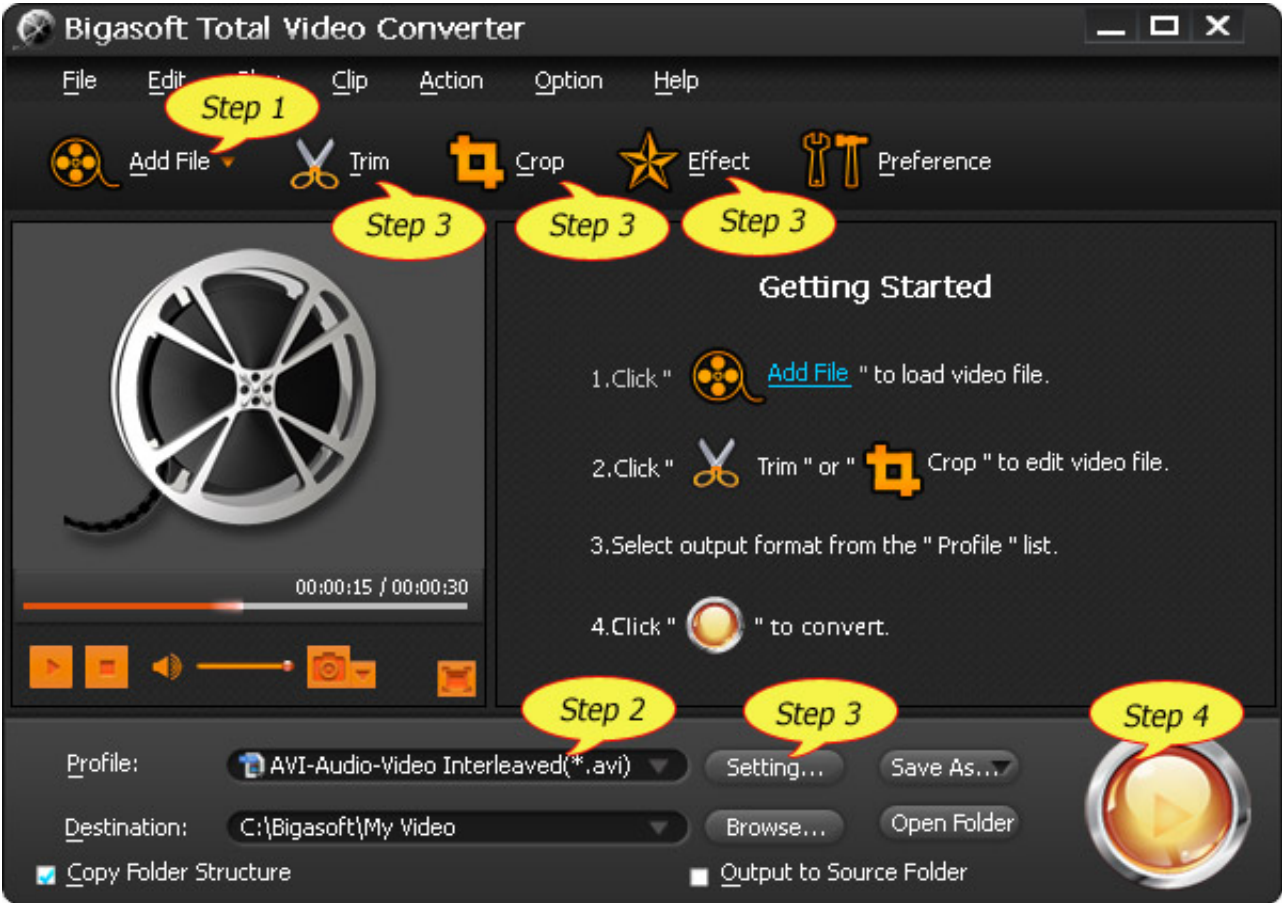 Bigasoft Total Video Converter
File Edit Clip Action Option Help
Step 1
Add File Trim Crop Effect Preference
Step 3 Step 3 Step 3
Getting Started
1.Click " Add File " to load video file.
2.Click " Trim " or " Crop " to edit video file.
3.Select output format from the " Profile " list.
4.Click " " to convert.
00:00:15 / 00:00:30
Step 2 Step 3 Step 4
Profile: AVI-Audio-Video Interleaved(*.avi) Setting... Save As...
Destination: C:\Bigasoft\My Video Browse... Open Folder
Copy Folder Structure Output to Source Folder